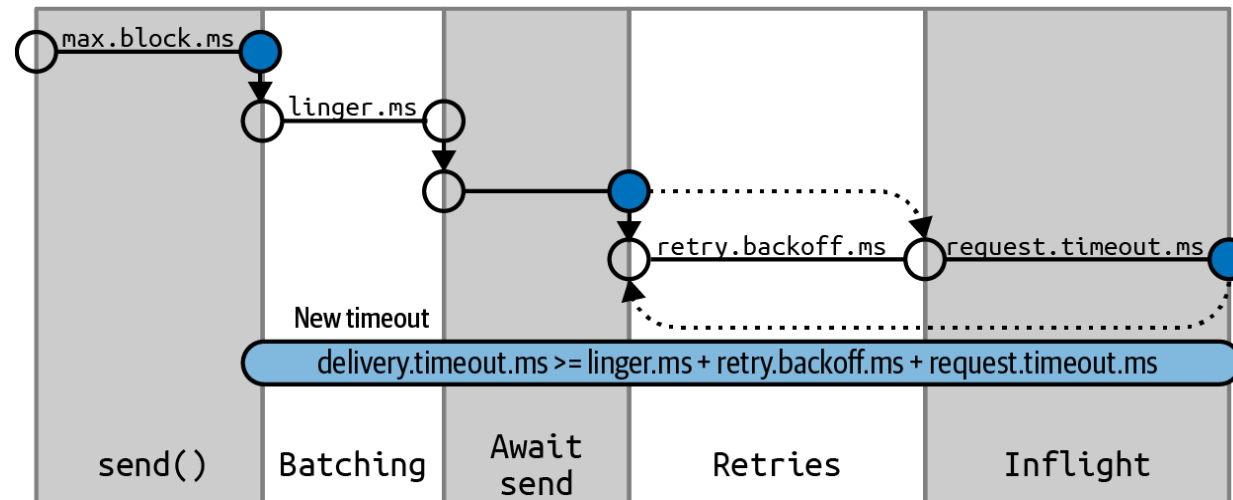 max.block.ms
linger.ms
retry.backoff.ms
request.timeout.ms
New timeout
delivery.timeout.ms >= linger.ms + retry.backoff.ms + request.timeout.ms
send()
Batching
Await
send
Retries
Inflight